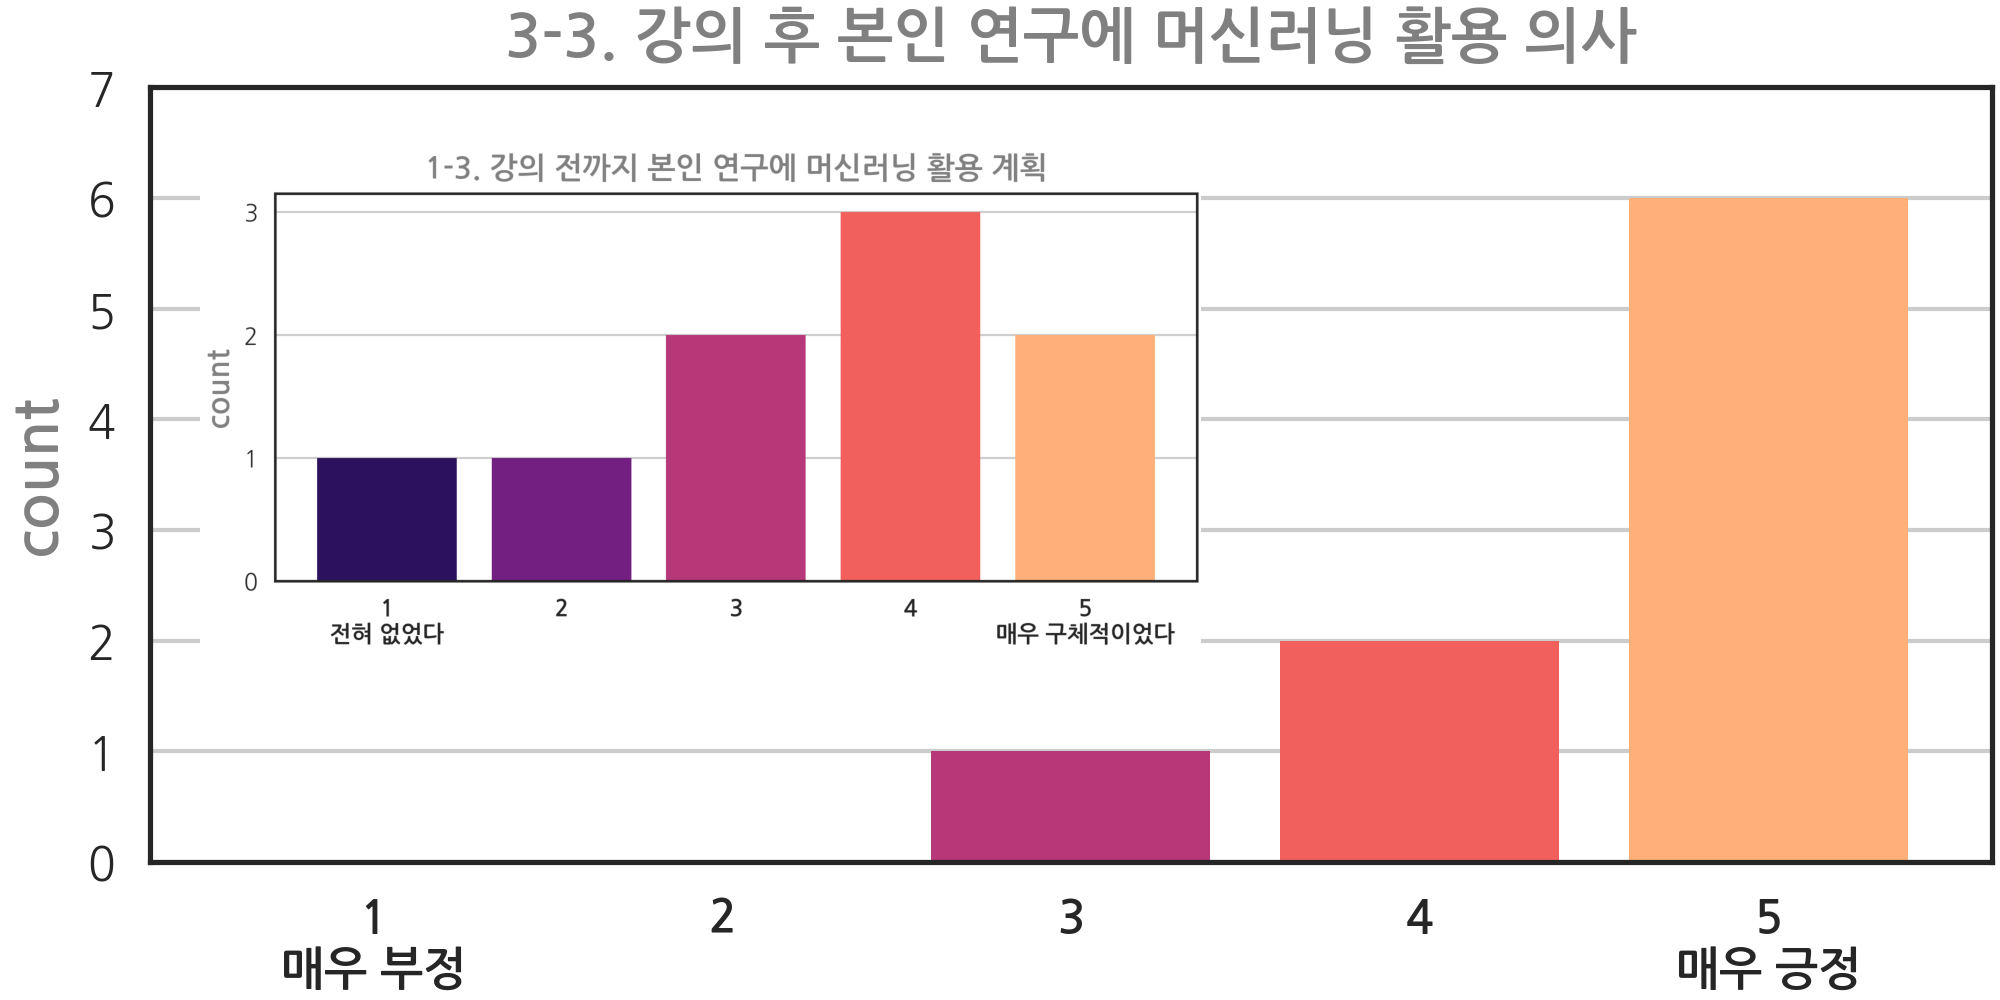 3-3. 강의 후 본인 연구에 머신러닝 활용 의사
7
6
5
4
3
2
1
0
count
1-3. 강의 전까지 본인 연구에 머신러닝 활용 계획
3
2
1
0
count
1 2 3 4 5
전혀 없었다 매우 구체적이었다
1 2 3 4 5
매우 부정 매우 긍정